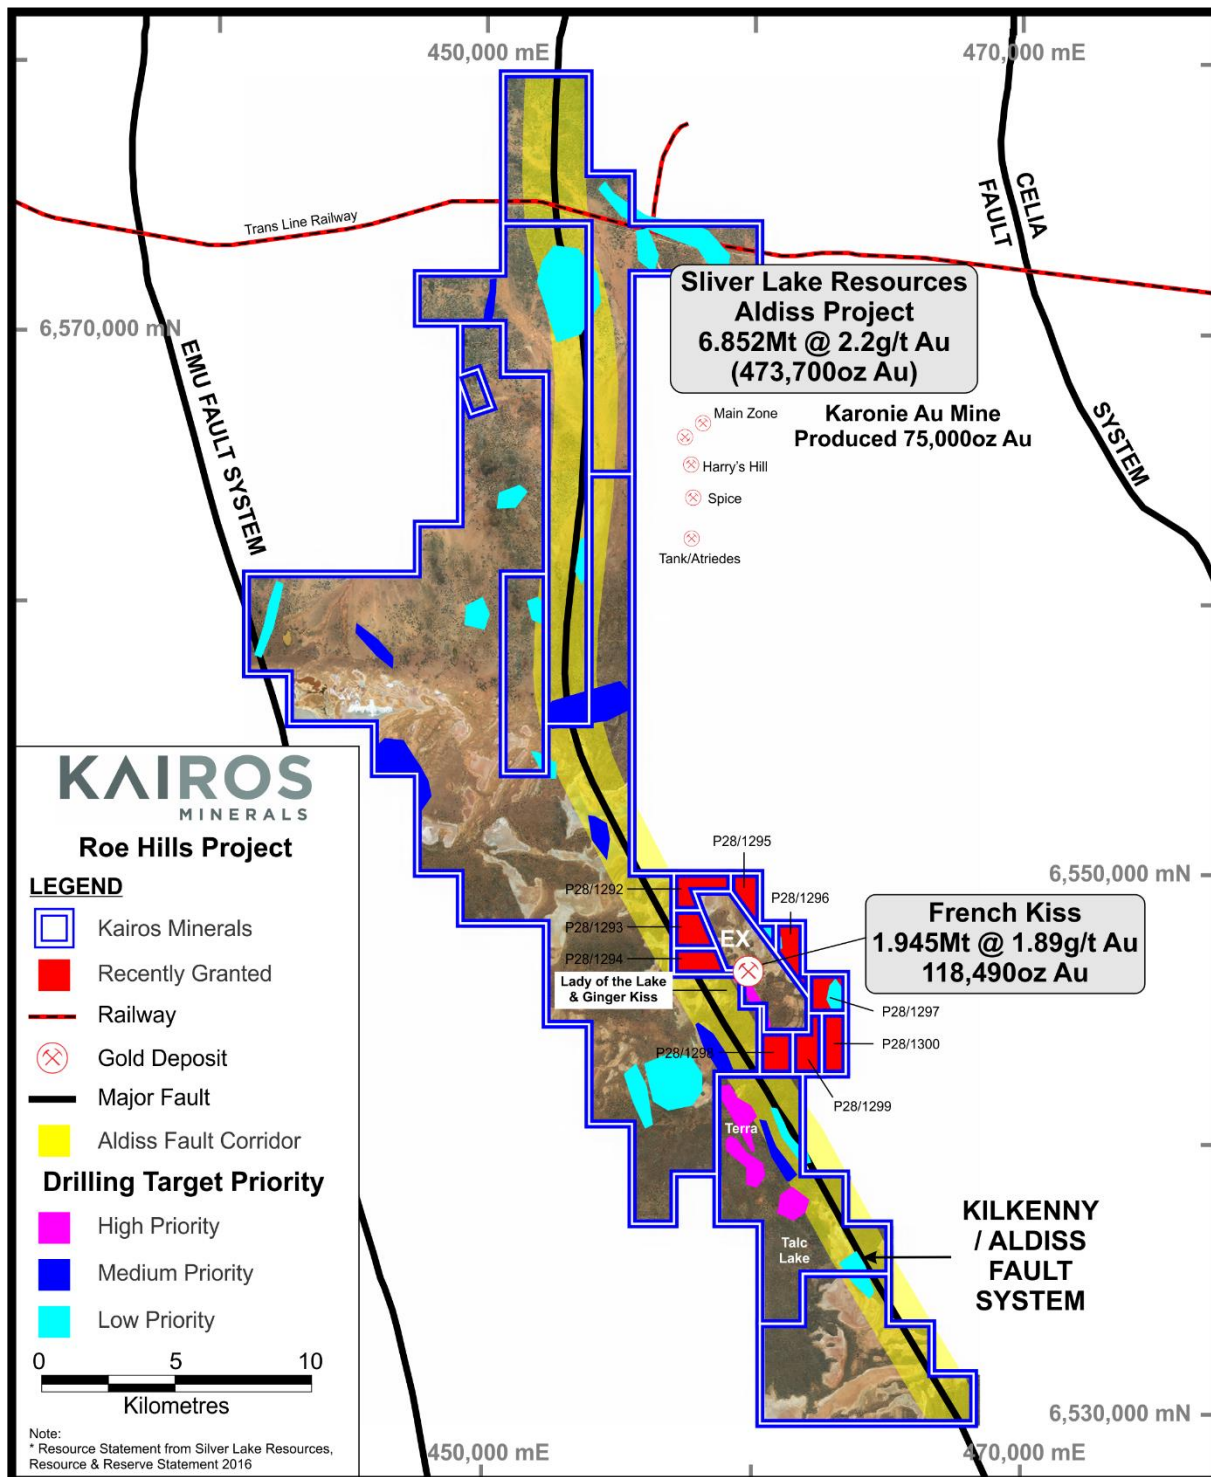 450,000 mE
470,000 mE
Trans Line Railway
CELIA
FAULT
SYSTEM
6,570,000 mN
EMU FAULT SYSTEM
Sliver Lake Resources
Aldiss Project
6.852Mt @ 2.2g/t Au
(473,700oz Au)
Main Zone
Karonie Au Mine
Produced 75,000oz Au
Harry's Hill
Spice
Tank/Atriedes
KAIROS
MINERALS
Roe Hills Project
LEGEND
Kairos Minerals
Recently Granted
Railway
Gold Deposit
Major Fault
Aldiss Fault Corridor
Drilling Target Priority
High Priority
Medium Priority
Low Priority
0 5 10
Kilometres
Note:
* Resource Statement from Silver Lake Resources,
Resource & Reserve Statement 2016
P28/1295
6,550,000 mN
P28/1292
P28/1296
P28/1293
EX
P28/1294
French Kiss
1.945Mt @ 1.89g/t Au
118,490oz Au
Lady of the Lake
& Ginger Kiss
P28/1297
P28/1298
P28/1300
P28/1299
Terra
Talc
Lake
KILKENNY
/ ALDISS
FAULT
SYSTEM
6,530,000 mN
450,000 mE
470,000 mE